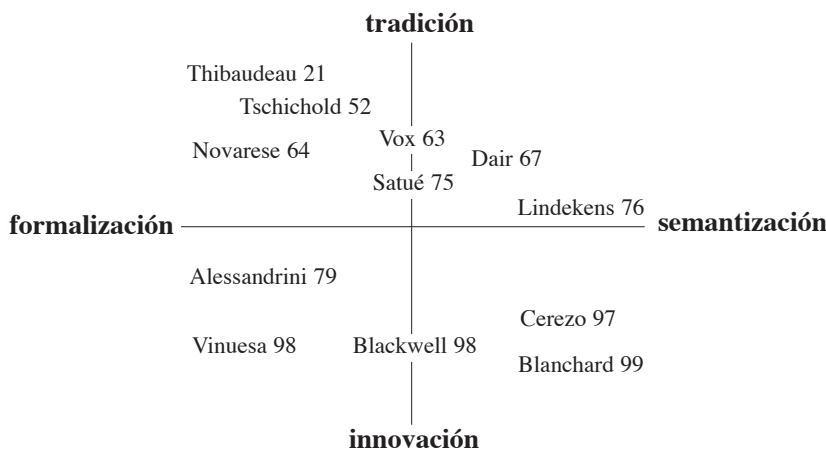 tradición
Thibaudeau 21
Tschichold 52
Vox 63
Novarese 64
Dair 67
Satué 75
Lindekens 76
formalización
semantización
Alessandrini 79
Cerezo 97
Vinuesa 98
Blackwell 98
Blanchard 99
innovación